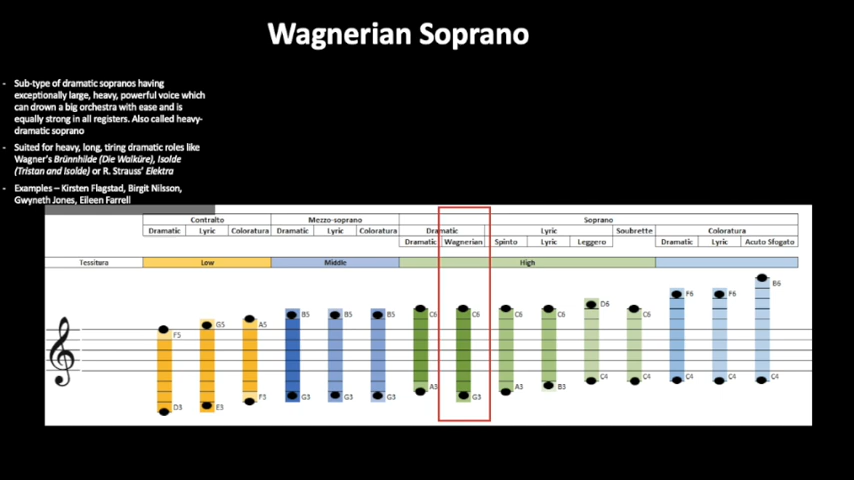 Wagnerian Soprano
- Sub-type of dramatic sopranos having
exceptionally large, heavy, powerful voice which
can drown a big orchestra with ease and is
equally strong in all registers. Also called heavy-
dramatic soprano
- Suited for heavy, long, tiring dramatic roles like
Wagner's Brünnhilde (Die Walküre), Isolde
(Tristan and Isolde) or R. Strauss' Elektra
- Examples – Kirsten Flagstad, Birgit Nilsson,
Gwyneth Jones, Eileen Farrell
Contralto Mezzo-soprano Soprano
Dramatic Lyric Coloratura Dramatic Lyric Coloratura Dramatic Lyric Soubrette Coloratura
Dramatic Wagnerian Spinto Lyric Leggero Dramatic Lyric Acuto Sfogato
Tessitura Low Middle High
F5 G5 A5 B5 B5 B5 C6 C6 C6 C6 D6 C6 F6 F6 B6
D3 E3 F3 G3 G3 G3 A3 G3 A3 B3 C4 C4 C4 C4 C4